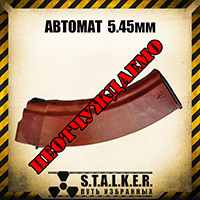 АВТОМАТ 5.45мм
НЕОТЧУЖДАЕМО
S.T.A.L.K.E.R.
ПУТЬ ИЗБРАННЫХ